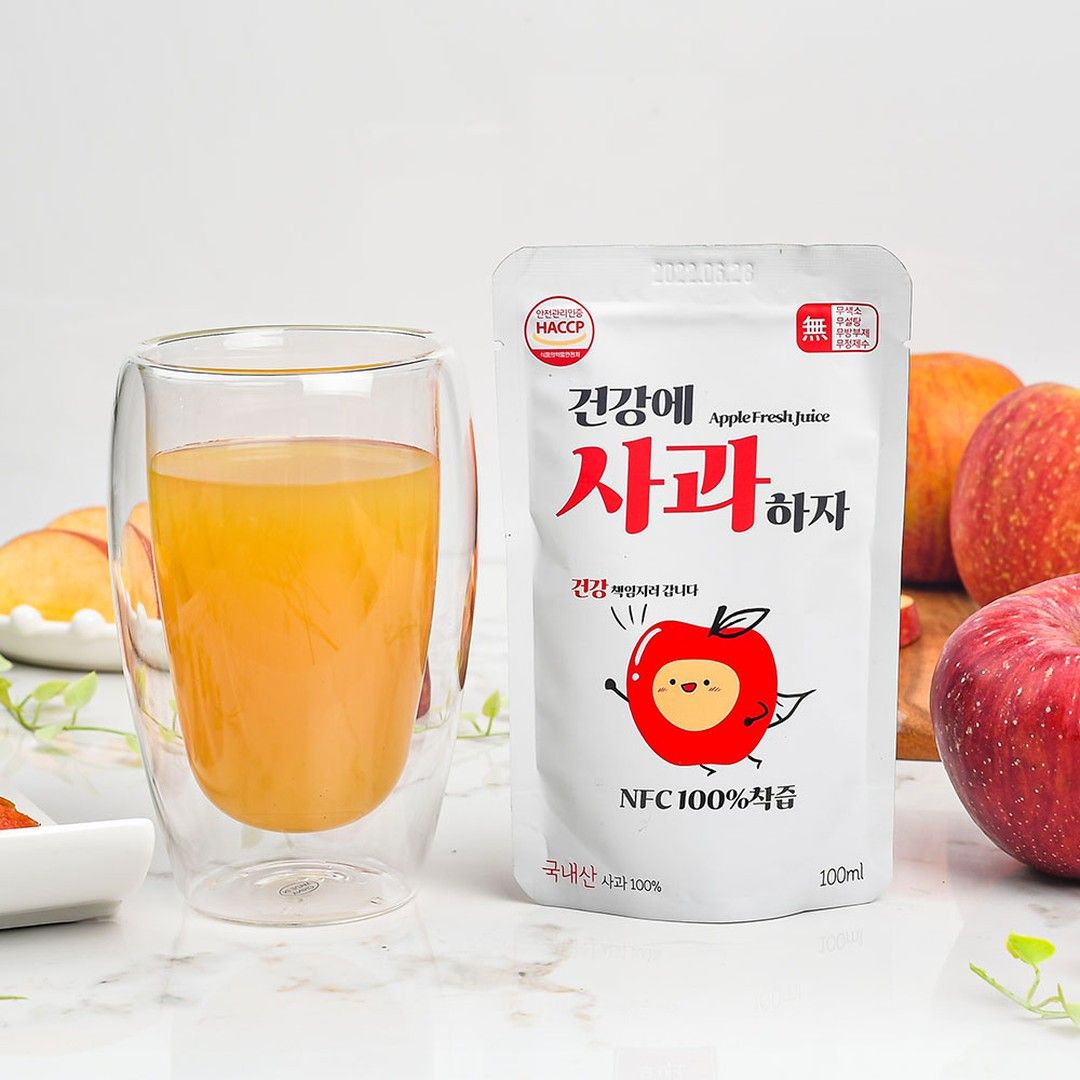 2022.06.26
안전관리인증
HACCP
식품의약품안전처
無
무색소
무설탕
무방부제
무정제수
건강에
Apple Fresh Juice
사과하자
건강 책임지러 갑니다
NFC 100%착즙
국내산 사과 100%
100ml